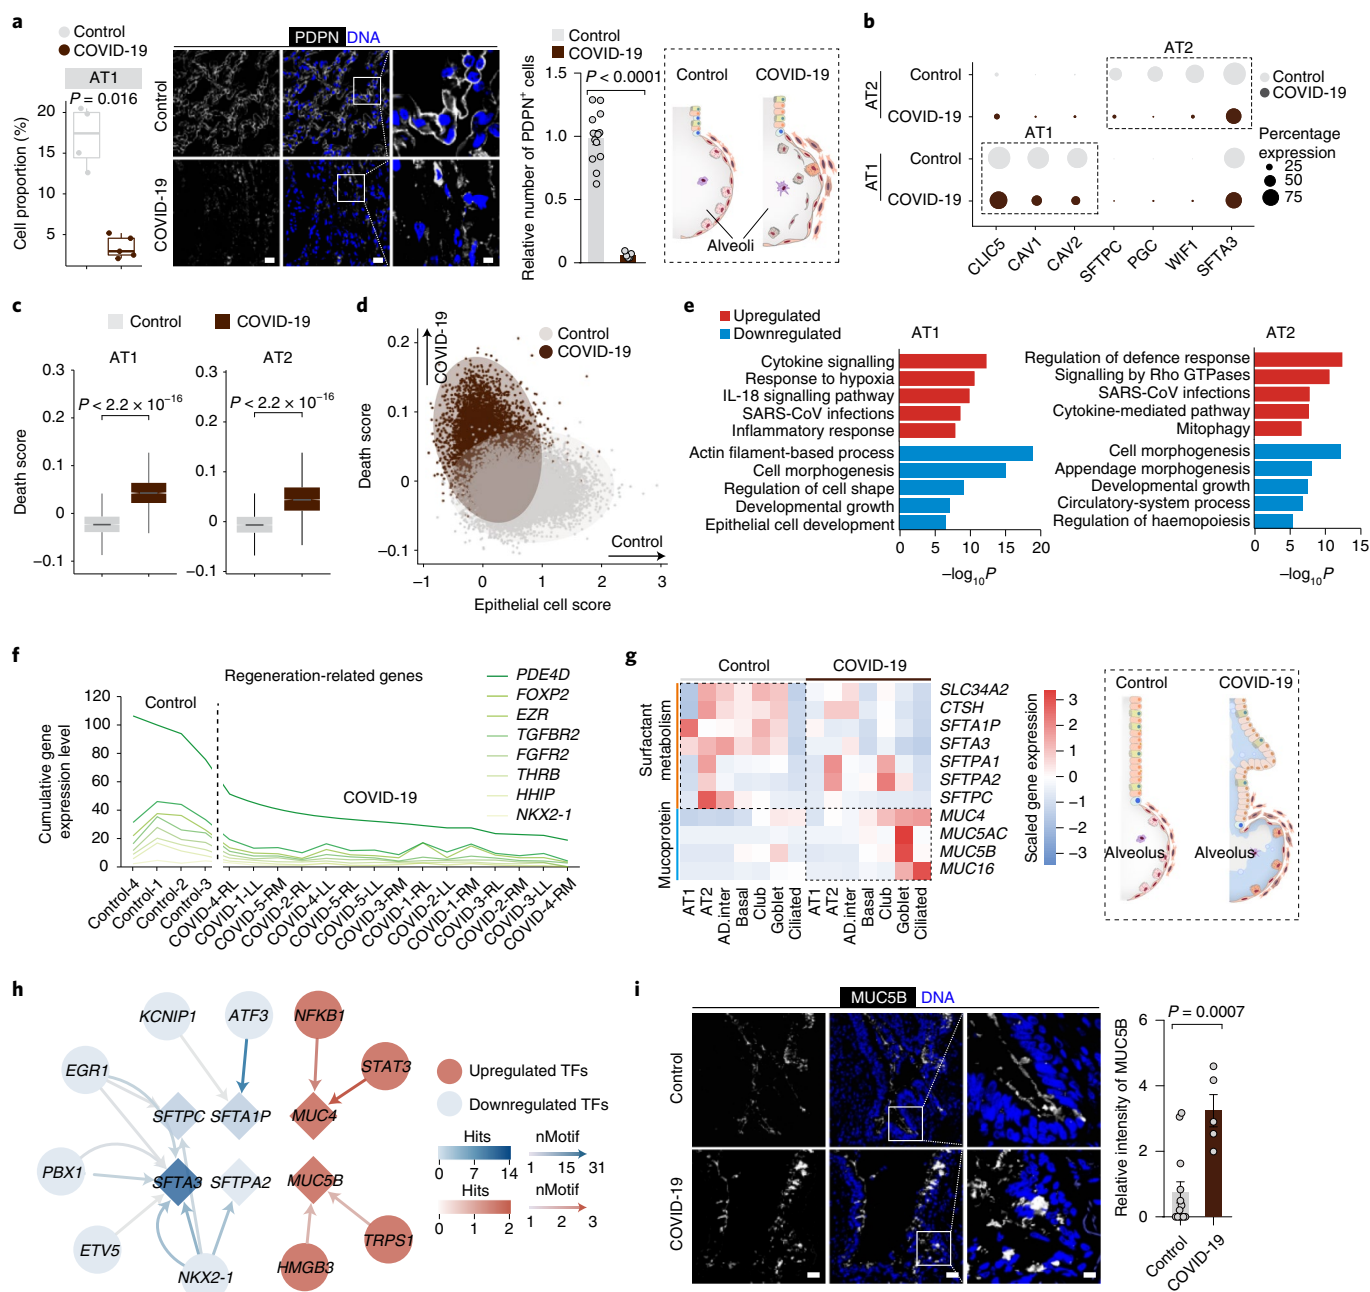 a
Control
COVID-19
AT1
P = 0.016
Cell proportion (%)
20
15
10
5
PDPN DNA
Control
COVID-19
Control
COVID-19
P < 0.0001
Relative number of PDPN+ cells
1.5
1.0
0.5
0
Control
COVID-19
Alveoli
b
AT2
AT2
Control
COVID-19
AT1
AT1
Control
COVID-19
CLIC5
CAV1
CAV2
SFTPC
PGC
WIF1
SFTA3
Control
COVID-19
Percentage
expression
25
50
75
c
Control
COVID-19
AT1
P < 2.2 × 10−16
Death score
0.3
0.2
0.1
0
−0.1
AT2
P < 2.2 × 10−16
0.3
0.2
0.1
0
−0.1
d
COVID-19
Control
COVID-19
Death score
0.2
0.1
0
−0.1
Control
−1
0
1
2
3
Epithelial cell score
e
Upregulated
Downregulated
AT1
Cytokine signalling
Response to hypoxia
IL-18 signalling pathway
SARS-CoV infections
Inflammatory response
Actin filament-based process
Cell morphogenesis
Regulation of cell shape
Developmental growth
Epithelial cell development
0
5
10
15
20
−log10P
AT2
Regulation of defence response
Signalling by Rho GTPases
SARS-CoV infections
Cytokine-mediated pathway
Mitophagy
Cell morphogenesis
Appendage morphogenesis
Developmental growth
Circulatory-system process
Regulation of haemopoiesis
0
5
10
15
−log10P
f
Regeneration-related genes
Control
COVID-19
Cumulative gene
expression level
120
100
80
60
40
20
0
PDE4D
FOXP2
EZR
TGFBR2
FGFR2
THRB
HHIP
NKX2-1
Control-4
Control-1
Control-2
Control-3
COVID-4-RL
COVID-1-LL
COVID-5-RM
COVID-2-RL
COVID-4-LL
COVID-5-RL
COVID-5-LL
COVID-3-RM
COVID-1-RL
COVID-2-LL
COVID-1-RM
COVID-3-RL
COVID-2-RM
COVID-3-LL
COVID-4-RM
g
Control
COVID-19
Surfactant
metabolism
Mucoprotein
SLC34A2
CTSH
SFTA1P
SFTA3
SFTPA1
SFTPA2
SFTPC
MUC4
MUC5AC
MUC5B
MUC16
AT1
AT2
AD.inter
Basal
Club
Goblet
Ciliated
AT1
AT2
AD.inter
Basal
Club
Goblet
Ciliated
Scaled gene expression
3
2
1
0
−1
−2
−3
Control
COVID-19
Alveolus
Alveolus
h
KCNIP1
ATF3
NFKB1
EGR1
STAT3
SFTPC
SFTA1P
MUC4
PBX1
SFTA3
SFTPA2
MUC5B
ETV5
NKX2-1
HMGB3
TRPS1
Upregulated TFs
Downregulated TFs
Hits
0 7 14
nMotif
1 15 31
Hits
0 1 2
nMotif
1 2 3
i
MUC5B DNA
Control
COVID-19
P = 0.0007
Relative intensity of MUC5B
6
4
2
0
Control
COVID-19